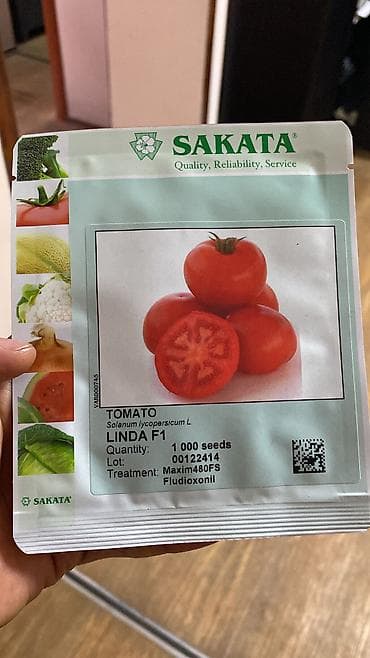 SAKATA®
Quality, Reliability, Service
TOMATO
Solanum lycopersicum L
LINDA F1
Quantity: 1 000 seeds
Lot: 00122414
Treatment: Maxim480FS
Fludioxonil
SAKATA